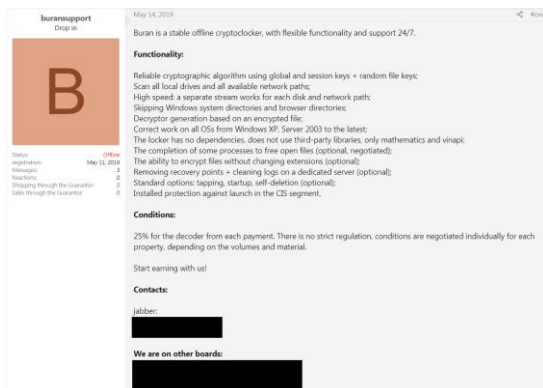 buransupport
Drop in
B
Status Offline
registration May 11, 2019
Messages: 3
Reactions: 0
Shopping through the Guarantor 0
Sales through the Guarantor 0
May 14, 2019
Buran is a stable offline cryptoclocker, with flexible functionality and support 24/7.
Functionality:
Reliable cryptographic algorithm using global and session keys + random file keys;
Scan all local drives and all available network paths;
High speed: a separate stream works for each disk and network path;
Skipping Windows system directories and browser directories;
Decryptor generation based on an encrypted file;
Correct work on all OSs from Windows XP, Server 2003 to the latest;
The locker has no dependencies, does not use third-party libraries, only mathematics and vinapi;
The completion of some processes to free open files (optional, negotiated);
The ability to encrypt files without changing extensions (optional);
Removing recovery points + cleaning logs on a dedicated server (optional);
Standard options: tapping, startup, self-deletion (optional);
Installed protection against launch in the CIS segment.
Conditions:
25% for the decoder from each payment. There is no strict regulation, conditions are negotiated individually for each
property, depending on the volumes and material.
Start earning with us!
Contacts:
jabber:
We are on other boards: